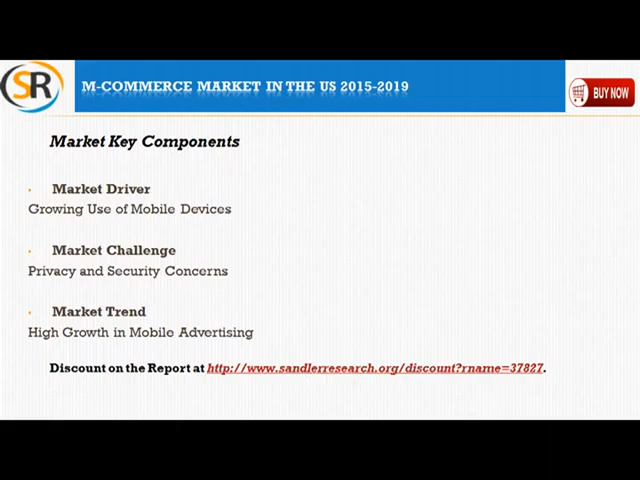 SR
M-COMMERCE MARKET IN THE US 2015-2019
BUY NOW
Market Key Components
• Market Driver
Growing Use of Mobile Devices
• Market Challenge
Privacy and Security Concerns
• Market Trend
High Growth in Mobile Advertising
Discount on the Report at http://www.sandlerresearch.org/discount?rname=37827.